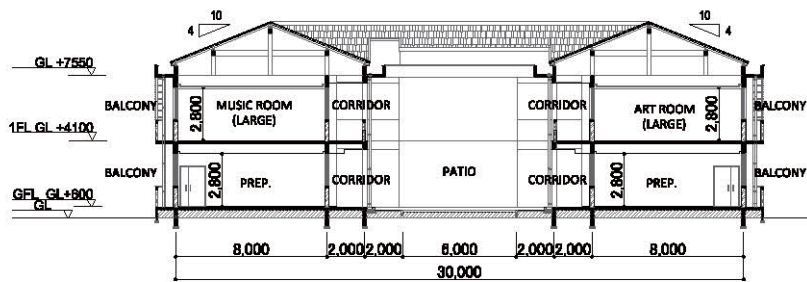 10
4
10
4
GL +7550
BALCONY
MUSIC ROOM
(LARGE)
2,800
CORRIDOR
CORRIDOR
ART ROOM
(LARGE)
2,800
BALCONY
1FL GL +4100
BALCONY
2,800
PREP.
CORRIDOR
PATIO
CORRIDOR
2,800
PREP.
BALCONY
GFL GL+600
GL
8,000
2,000
2,000
6,000
2,000
2,000
8,000
30,000